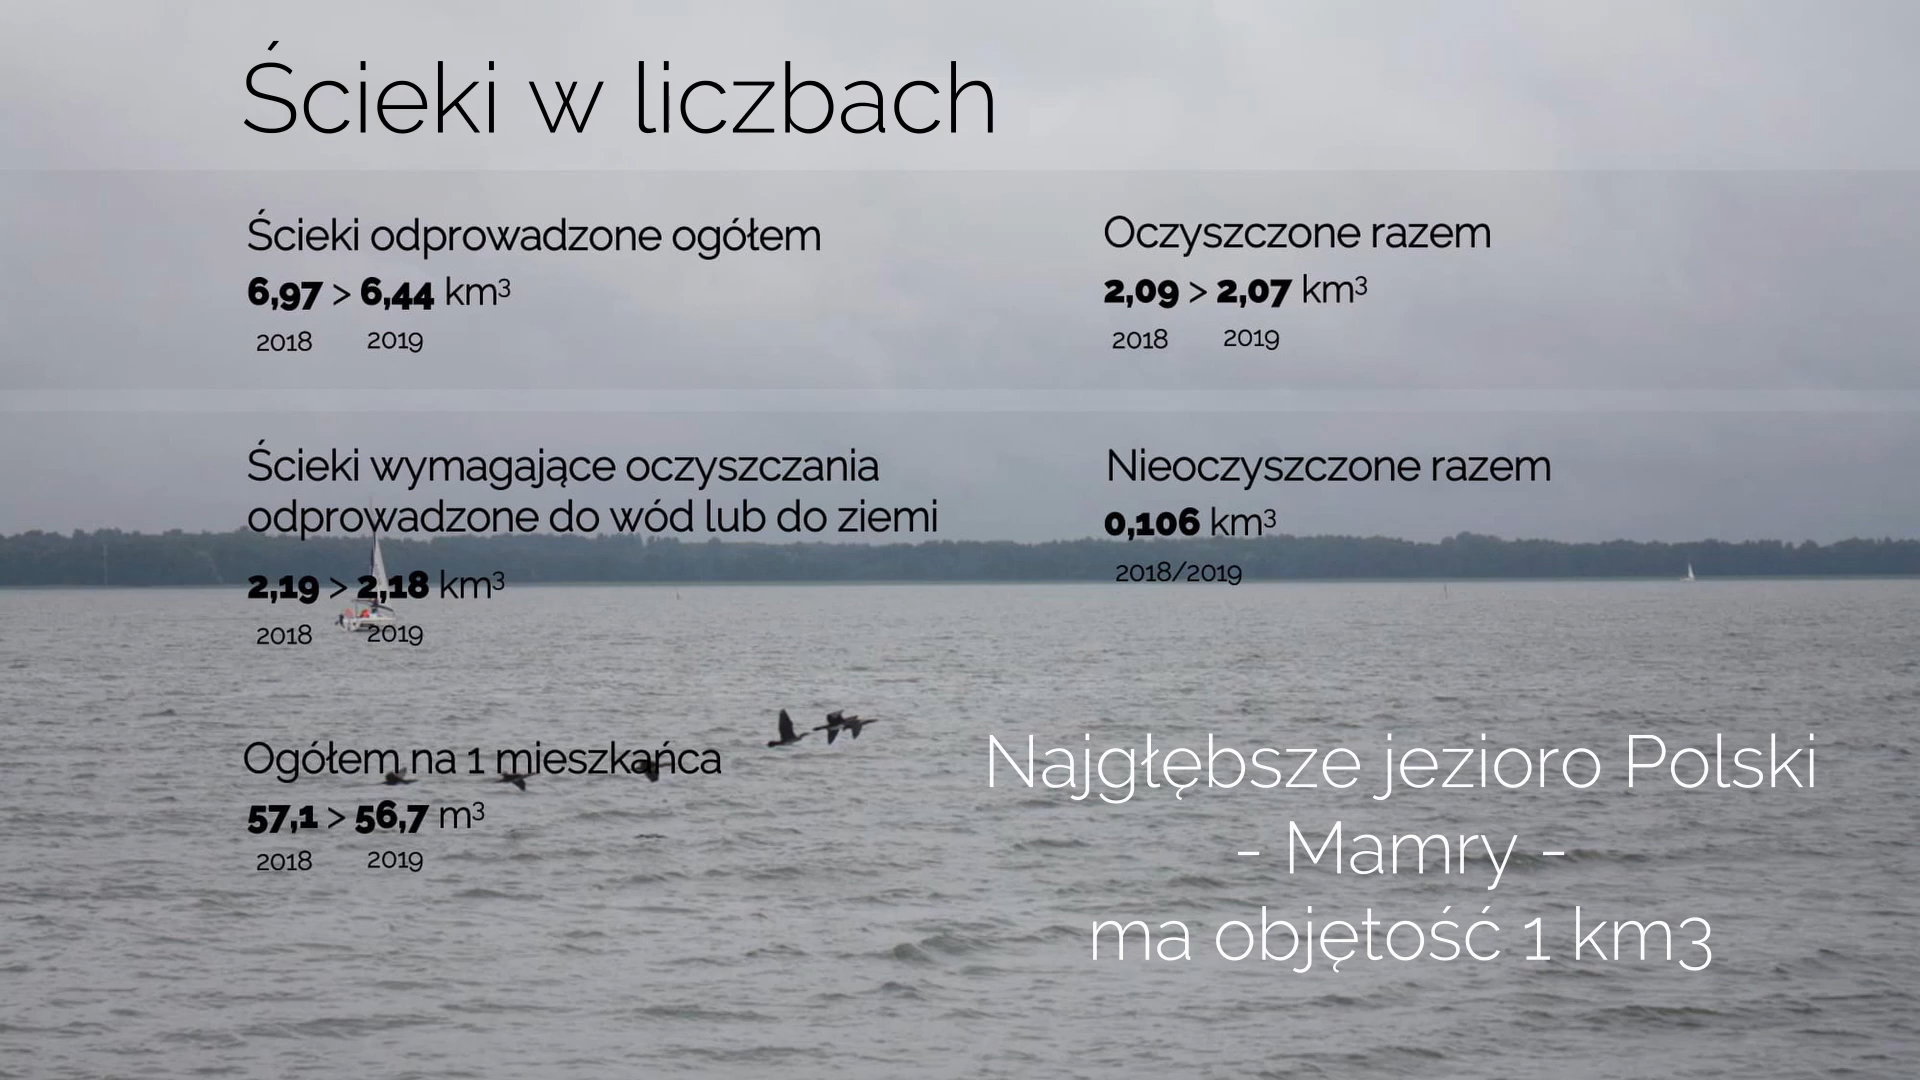 Ścieki w liczbach
Ścieki odprowadzone ogółem
6,97 > 6,44 km³
2018 2019
Oczyszczone razem
2,09 > 2,07 km³
2018 2019
Ścieki wymagające oczyszczania
odprowadzone do wód lub do ziemi
2,19 > 2,18 km³
2018 2019
Nieoczyszczone razem
0,106 km³
2018/2019
Ogółem na 1 mieszkańca
57,1 > 56,7 m³
2018 2019
Najgłębsze jezioro Polski
- Mamry -
ma objętość 1 km3